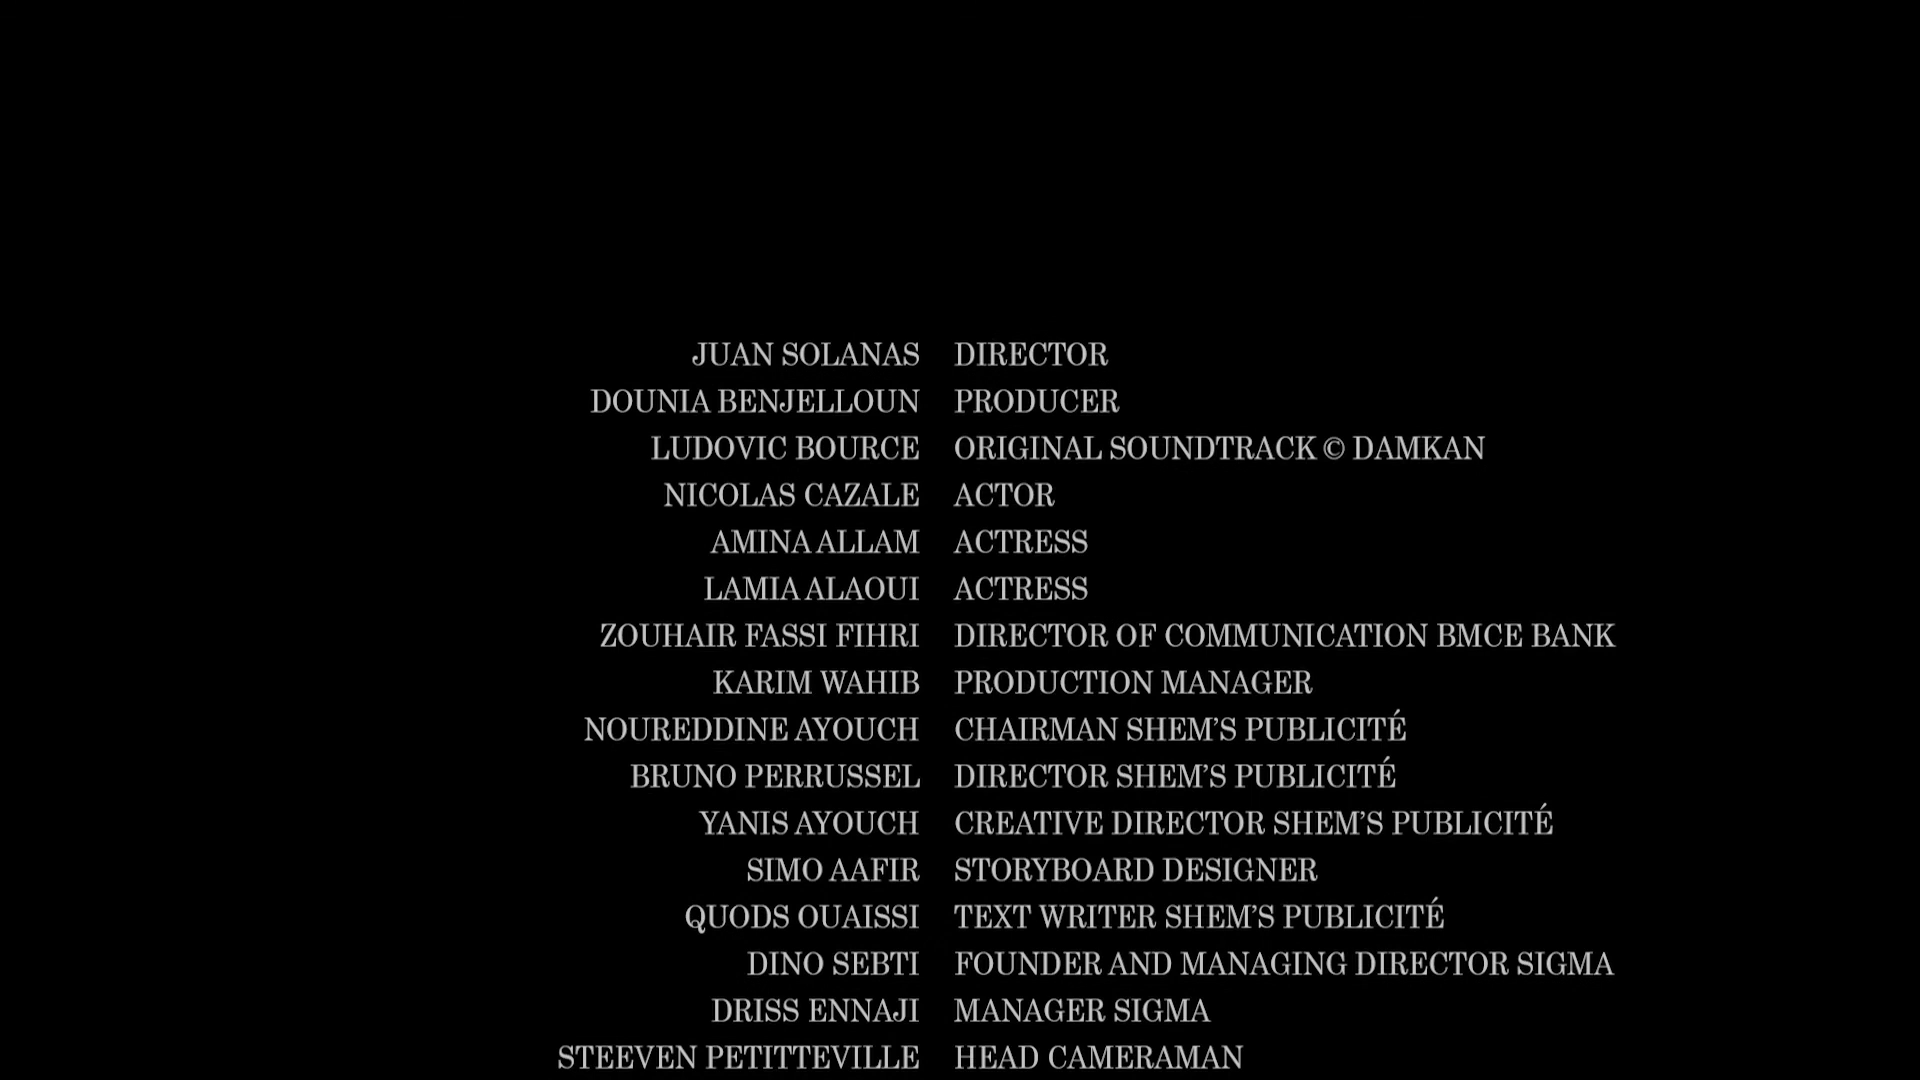 JUAN SOLANAS DIRECTOR
DOUNIA BENJELLOUN PRODUCER
LUDOVIC BOURCE ORIGINAL SOUNDTRACK © DAMKAN
NICOLAS CAZALE ACTOR
AMINA ALLAM ACTRESS
LAMIA ALAOUI ACTRESS
ZOUHAIR FASSI FIHRI DIRECTOR OF COMMUNICATION BMCE BANK
KARIM WAHIB PRODUCTION MANAGER
NOUREDDINE AYOUCH CHAIRMAN SHEM’S PUBLICITÉ
BRUNO PERRUSSEL DIRECTOR SHEM’S PUBLICITÉ
YANIS AYOUCH CREATIVE DIRECTOR SHEM’S PUBLICITÉ
SIMO AAFIR STORYBOARD DESIGNER
QUODS OUAISSI TEXT WRITER SHEM’S PUBLICITÉ
DINO SEBTI FOUNDER AND MANAGING DIRECTOR SIGMA
DRISS ENNAJI MANAGER SIGMA
STEEVEN PETITTEVILLE HEAD CAMERAMAN